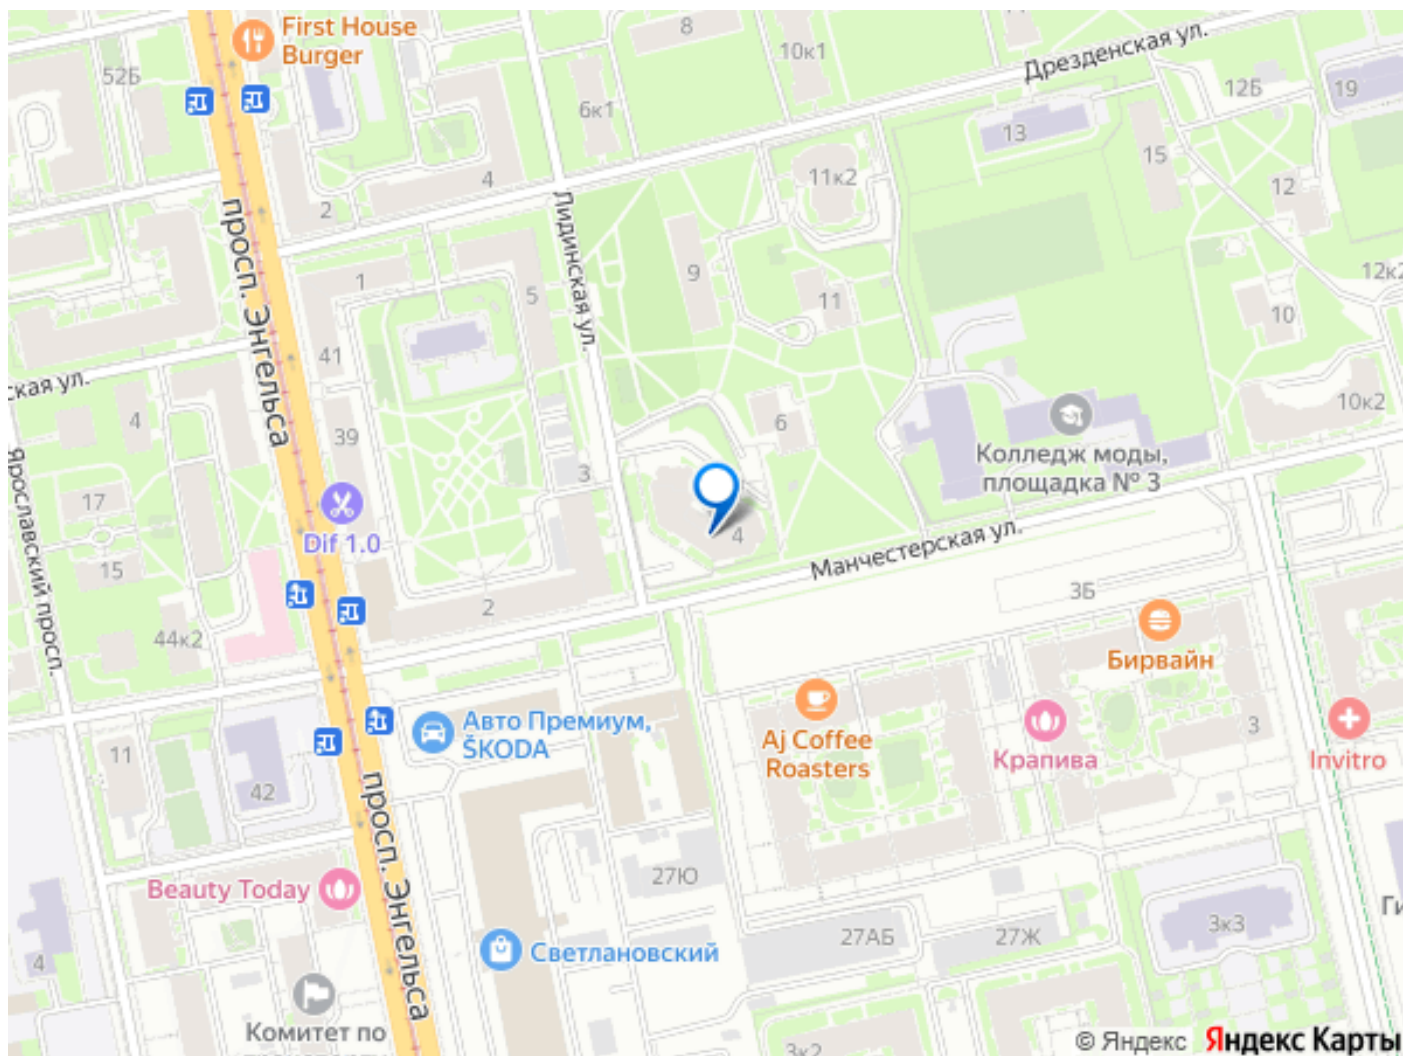 First House
Burger
8
10к1
Дрезденская ул.
52Б
6к1
12Б
19
13
15
4
11к2
12
2
Лидинская ул.
просп. Энгельса
9
12к2
1
5
11
10
41
ская ул.
4
10к2
39
6
Колледж моды,
площадка № 3
3
Ярославский просп.
17
Dif 1.0
4
Манчестерская ул.
15
2
3Б
44к2
Бирвайн
Авто Премиум,
ŠKODA
Aj Coffee
Roasters
Крапива
3
Invitro
11
42
просп. Энгельса
27Ю
Beauty Today
Ги
3к3
27АБ
27Ж
Светлановский
4
Комитет по
3к2
© Яндекс
Яндекс Карты